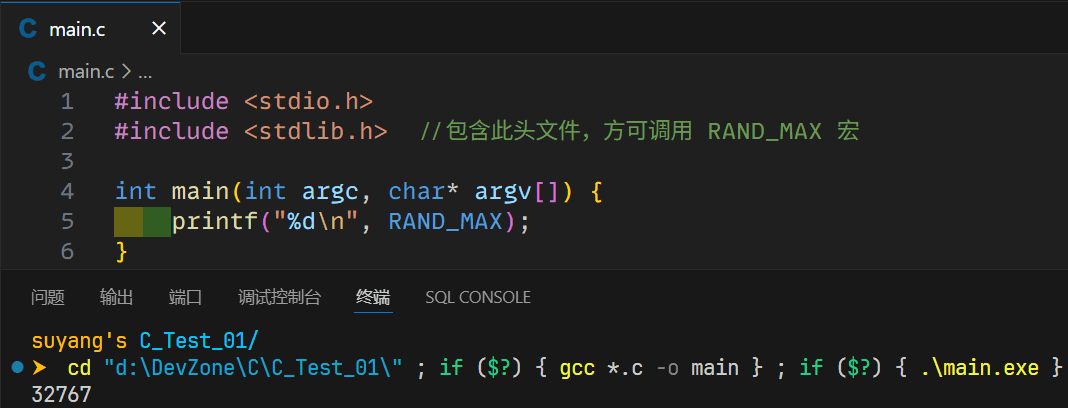 C main.c ×
C main.c > ...
1 #include <stdio.h>
2 #include <stdlib.h> //包含此头文件，方可调用 RAND_MAX 宏
3
4 int main(int argc, char* argv[]) {
5 printf("%d\n", RAND_MAX);
6 }
问题 输出 端口 调试控制台 终端 SQL CONSOLE
suyang's C_Test_01/
cd "d:\DevZone\C\C_Test_01\" ; if ($?) { gcc *.c -o main } ; if ($?) { .\main.exe }
32767